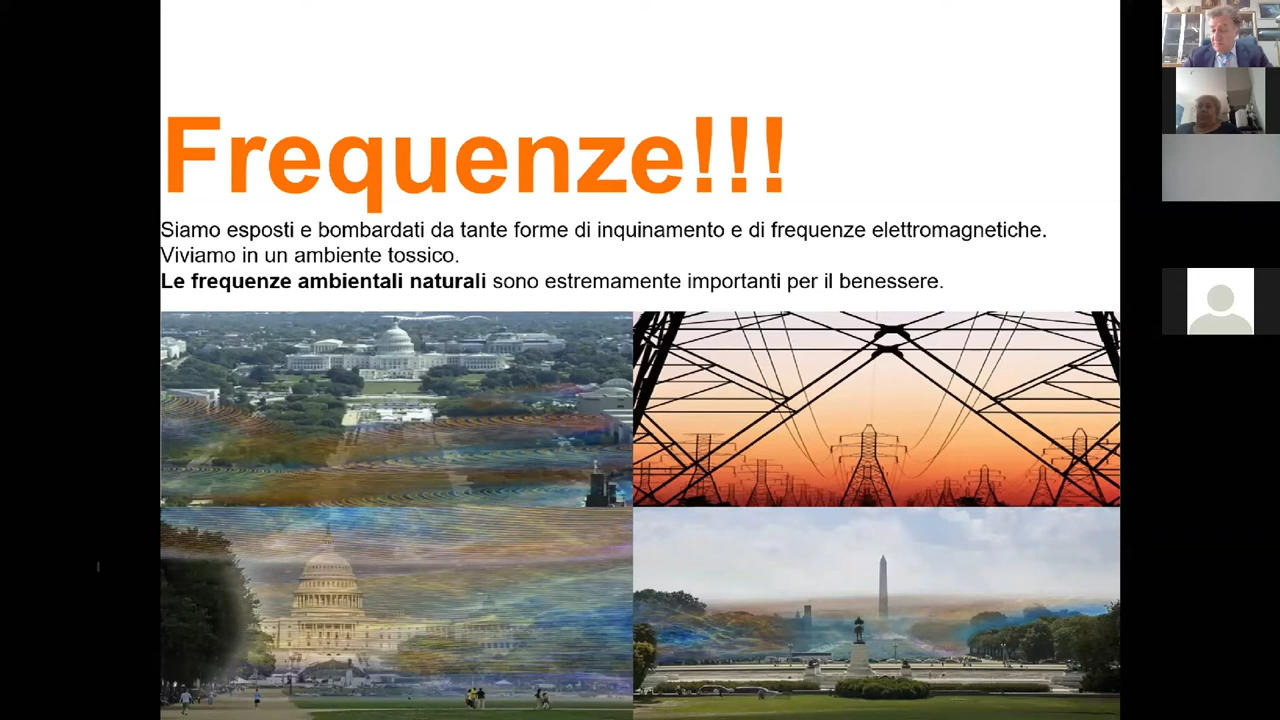 Frequenze!!!
Siamo esposti e bombardati da tante forme di inquinamento e di frequenze elettromagnetiche.
Viviamo in un ambiente tossico.
Le frequenze ambientali naturali sono estremamente importanti per il benessere.